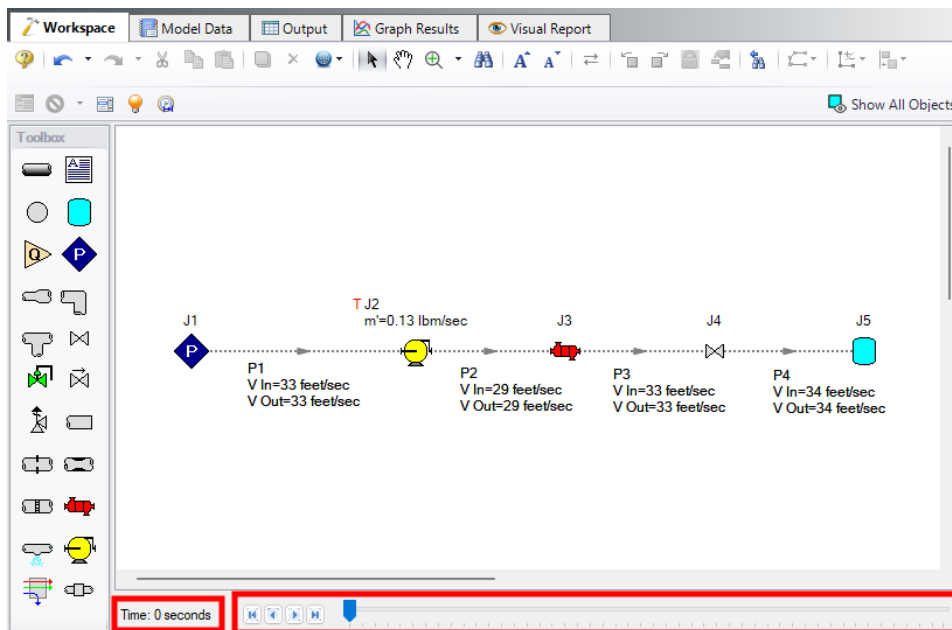 Workspace
Model Data
Output
Graph Results
Visual Report
Show All Objects
Toolbox
A
Q
P
T J2
m'=0.13 lbm/sec
J1
J3
J4
J5
P
P1
V In=33 feet/sec
V Out=33 feet/sec
P2
V In=29 feet/sec
V Out=29 feet/sec
P3
V In=33 feet/sec
V Out=33 feet/sec
P4
V In=34 feet/sec
V Out=34 feet/sec
Time: 0 seconds